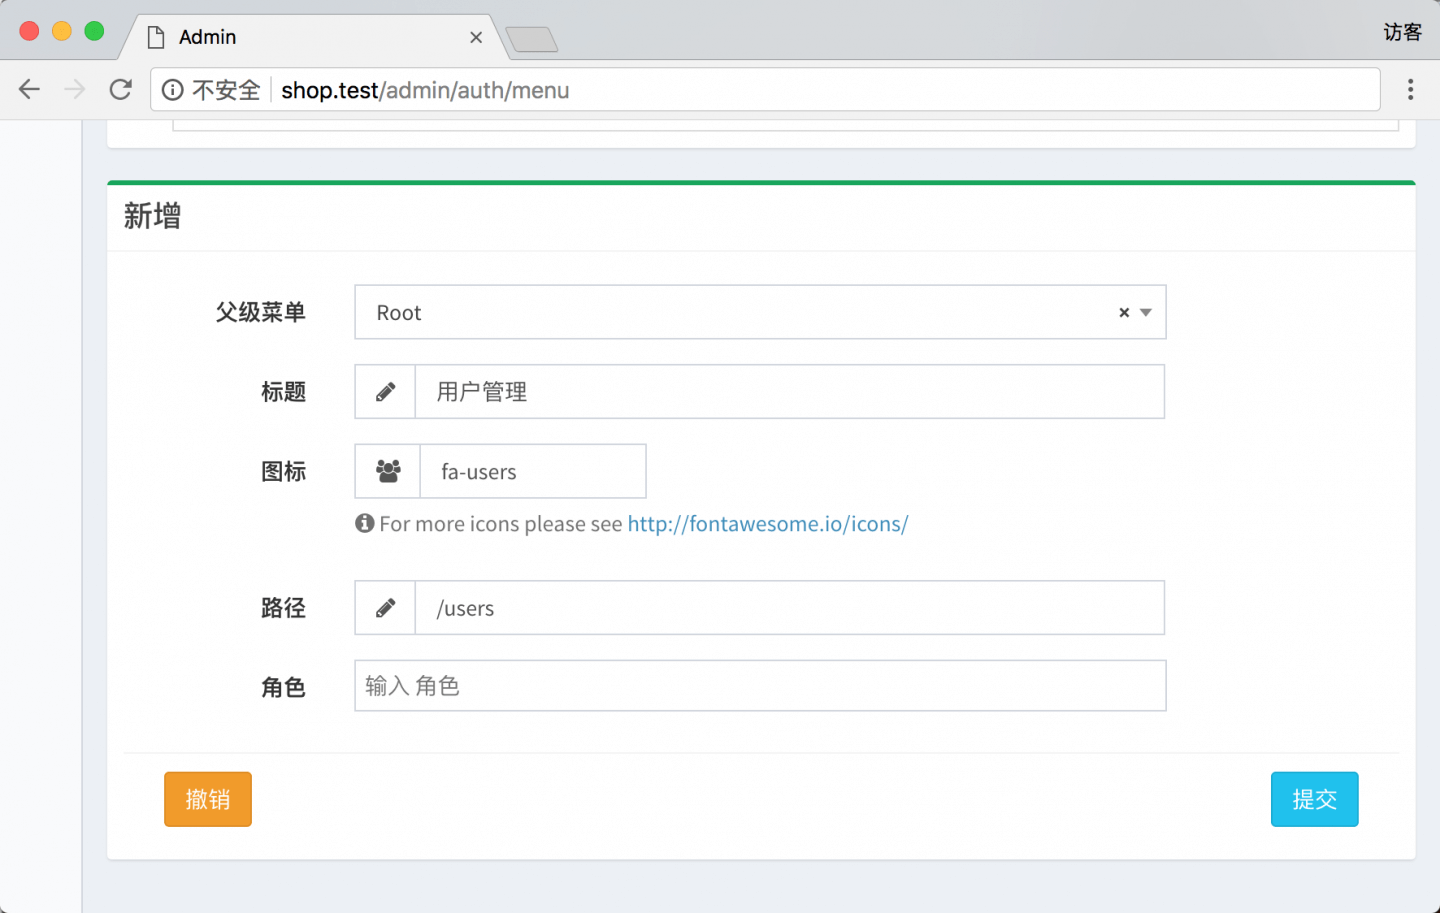 Admin
访客
不安全 shop.test/admin/auth/menu
新增
父级菜单 Root
标题 用户管理
图标 fa-users
For more icons please see http://fontawesome.io/icons/
路径 /users
角色 输入 角色
撤销 提交